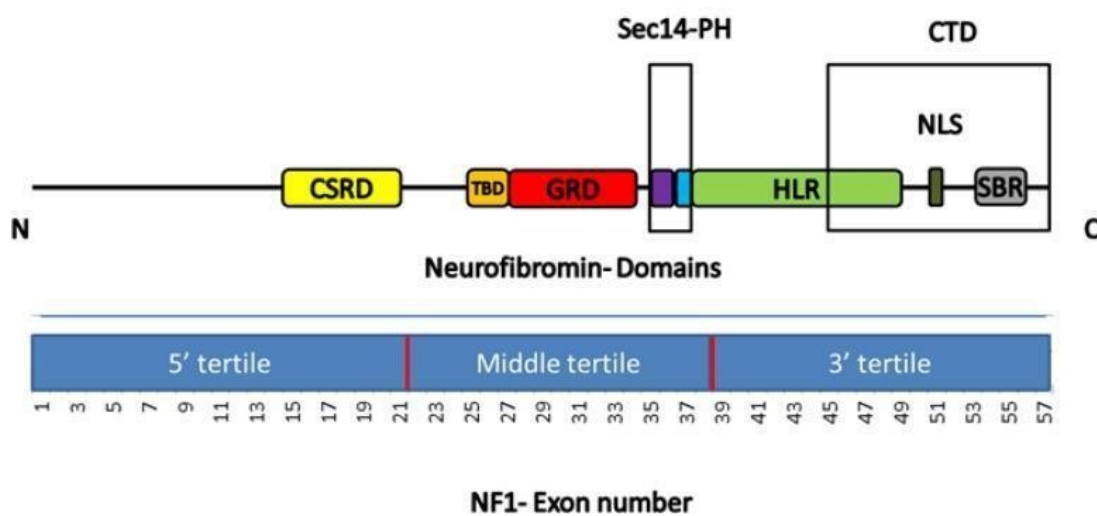 Sec14-PH
CTD
NLS
CSRD
TBD
GRD
HLR
SBR
N
C
Neurofibromin- Domains
5' tertile
Middle tertile
3' tertile
1 3 5 7 9 11 13 15 17 19 21 23 25 27 29 31 33 35 37 39 41 43 45 47 49 51 53 55 57
NF1- Exon number